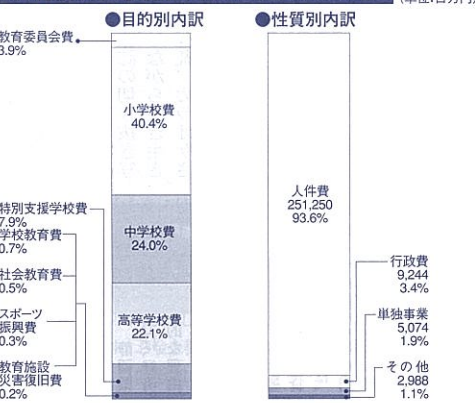 (単位:百万円)
●目的別内訳
教育委員会費
3.9%
小学校費
40.4%
特別支援学校費
7.9%
学校教育費
0.7%
中学校費
24.0%
社会教育費
0.5%
スポーツ
振興費
0.3%
高等学校費
22.1%
教育施設
災害復旧費
0.2%
●性質別内訳
人件費
251,250
93.6%
行政費
9,244
3.4%
単独事業
5,074
1.9%
その他
2,988
1.1%